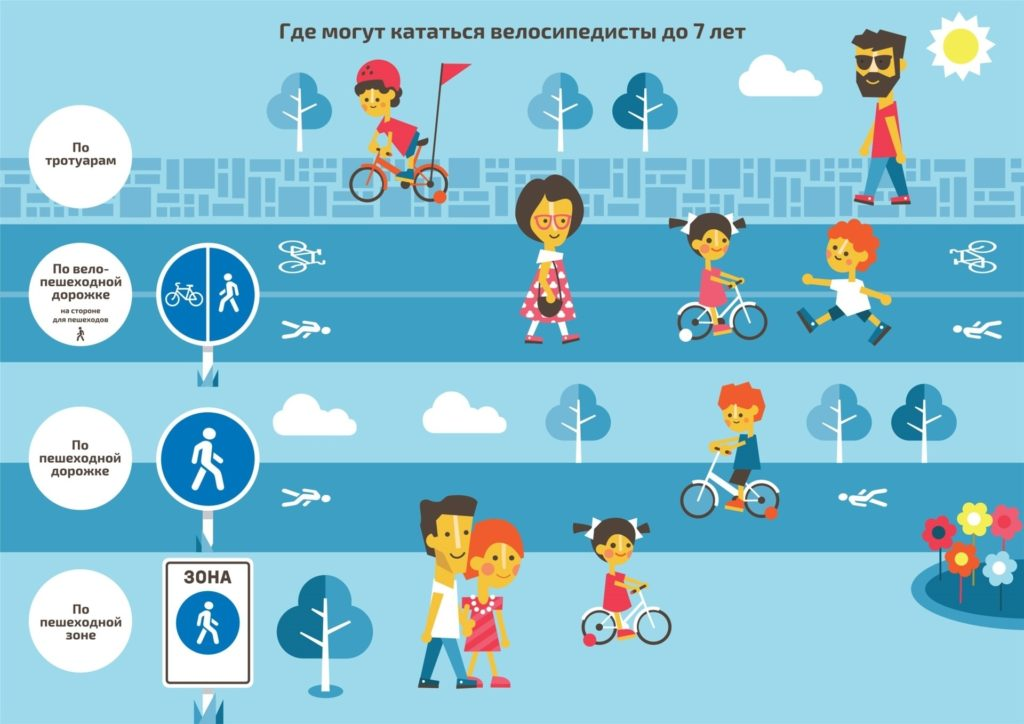 Где могут кататься велосипедисты до 7 лет
По
тротуарам
По вело-
пешеходной
дорожке
на стороне
для пешеходов
По
пешеходной
дорожке
По
пешеходной
зоне
ЗОНА